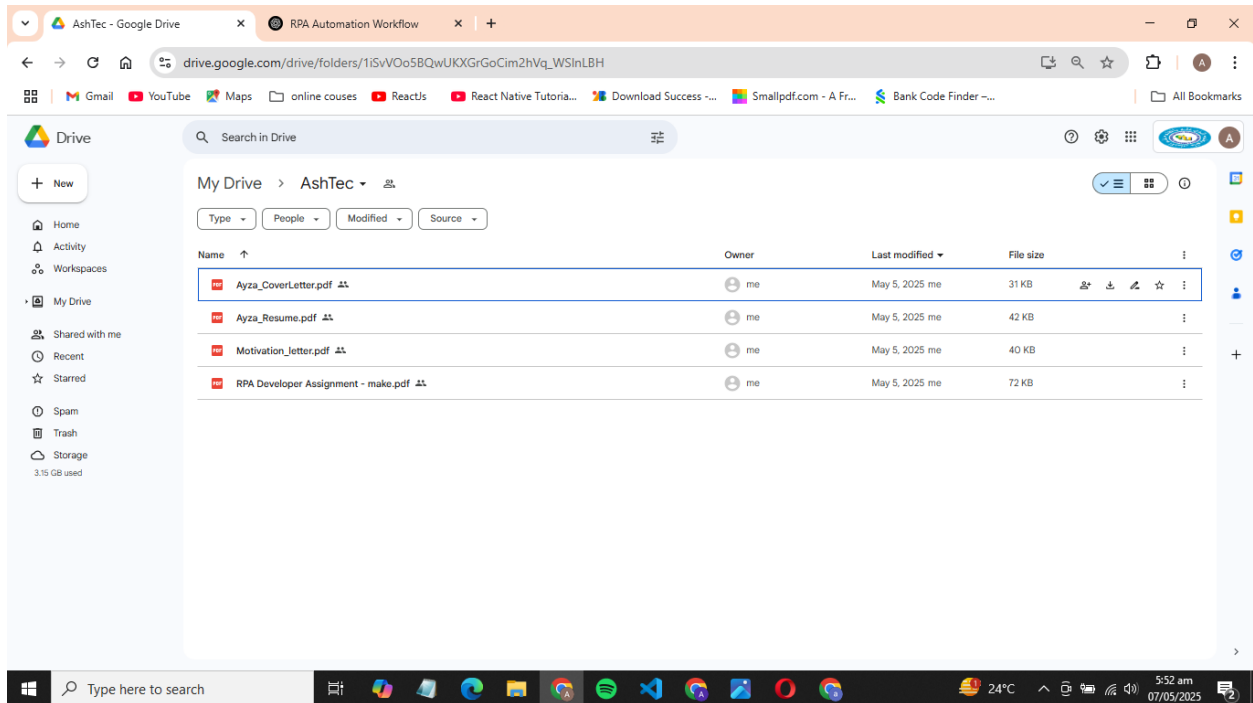 AshTec - Google Drive
RPA Automation Workflow
drive.google.com/drive/folders/1iSvVOo5BQwUKXGrGoCim2hVq_WSlnLBH
A
Gmail YouTube Maps online couses ReactJs React Native Tutoria... Download Success -... Smallpdf.com - A Fr... Bank Code Finder –... All Bookmarks
Drive Search in Drive A
New
My Drive > AshTec
Type People Modified Source
Home
Activity
Workspaces
My Drive
Shared with me
Recent
Starred
Spam
Trash
Storage
3.15 GB used
Name Owner Last modified File size
PDF Ayza_CoverLetter.pdf me May 5, 2025 me 31 KB
PDF Ayza_Resume.pdf me May 5, 2025 me 42 KB
PDF Motivation_letter.pdf me May 5, 2025 me 40 KB
PDF RPA Developer Assignment - make.pdf me May 5, 2025 me 72 KB
Type here to search
24°C
5:52 am
07/05/2025
2